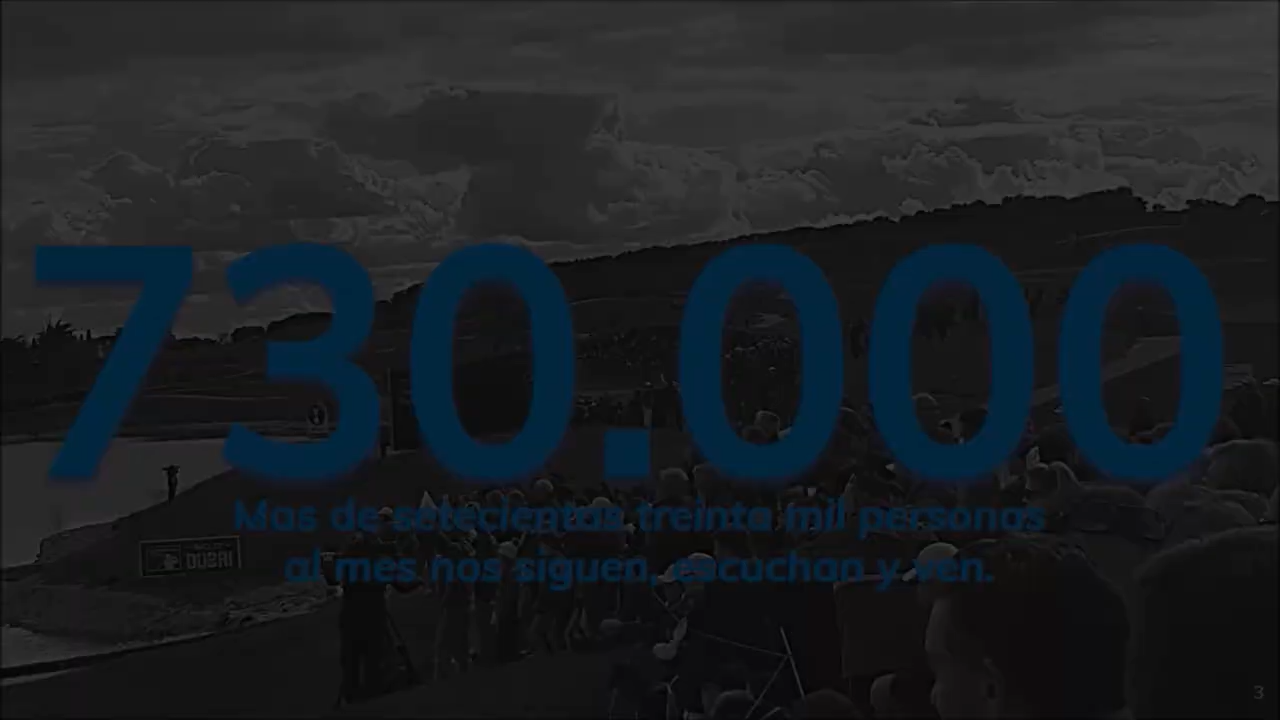 730.000
Mas de setecientas treinta mil personas
al mes nos siguen, escuchan y ven.
DUBAI
3